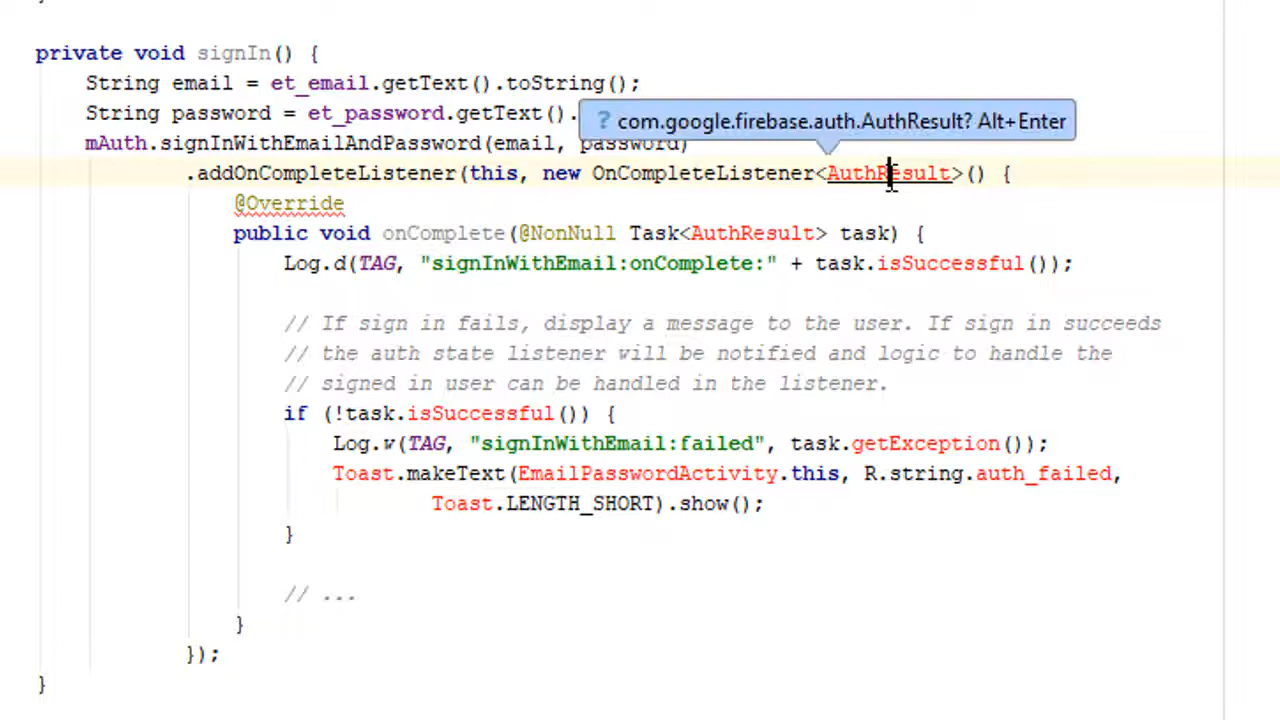 private void signIn() {
String email = et_email.getText().toString();
String password = et_password.getText().
? com.google.firebase.auth.AuthResult? Alt+Enter
mAuth.signInWithEmailAndPassword(email, password)
.addOnCompleteListener(this, new OnCompleteListener<AuthResult>() {
@Override
public void onComplete(@NonNull Task<AuthResult> task) {
Log.d(TAG, "signInWithEmail:onComplete:" + task.isSuccessful());
// If sign in fails, display a message to the user. If sign in succeeds
// the auth state listener will be notified and logic to handle the
// signed in user can be handled in the listener.
if (!task.isSuccessful()) {
Log.w(TAG, "signInWithEmail:failed", task.getException());
Toast.makeText(EmailPasswordActivity.this, R.string.auth_failed,
Toast.LENGTH_SHORT).show();
}
// ...
}
});
}